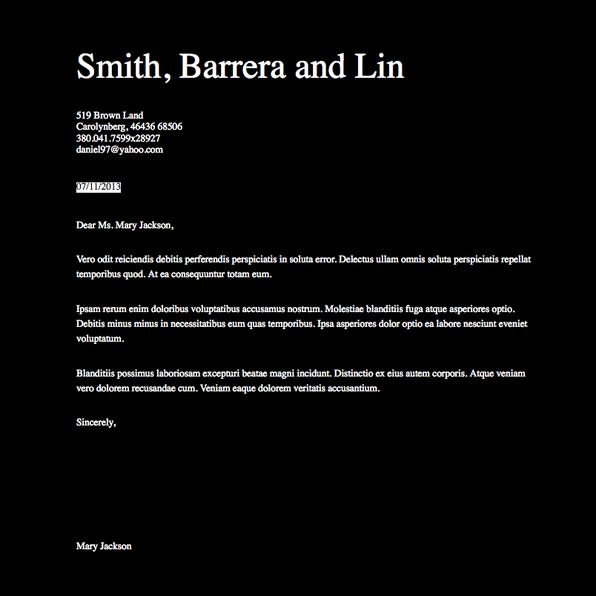 Smith, Barrera and Lin
519 Brown Land
Carolynberg, 46436 68506
380.041.7599x28927
daniel97@yahoo.com
07/11/2013
Dear Ms. Mary Jackson,
Vero odit reiciendis debitis perferendis perspiciatis in soluta error. Delectus ullam omnis soluta perspiciatis repellat
temporibus quod. At ea consequuntur totam eum.
Ipsam rerum enim doloribus voluptatibus accusamus nostrum. Molestiae blanditiis fuga atque asperiores optio.
Debitis minus minus in necessitatibus eum quas temporibus. Ipsa asperiores dolor optio ea labore nesciunt eveniet
voluptatum.
Blanditiis possimus laboriosam excepturi beatae magni incidunt. Distinctio ex eius autem corporis. Atque veniam
vero dolorem recusandae cum. Veniam eaque dolorem veritatis accusantium.
Sincerely,
Mary Jackson